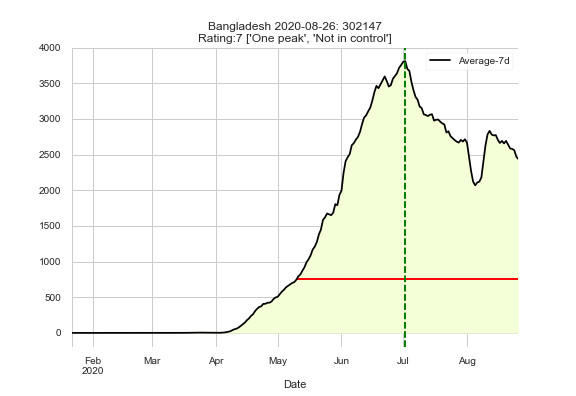 Bangladesh 2020-08-26: 302147
Rating:7 ['One peak', 'Not in control']
Average-7d
4000
3500
3000
2500
2000
1500
1000
500
0
Feb Mar Apr May Jun Jul Aug
2020
Date